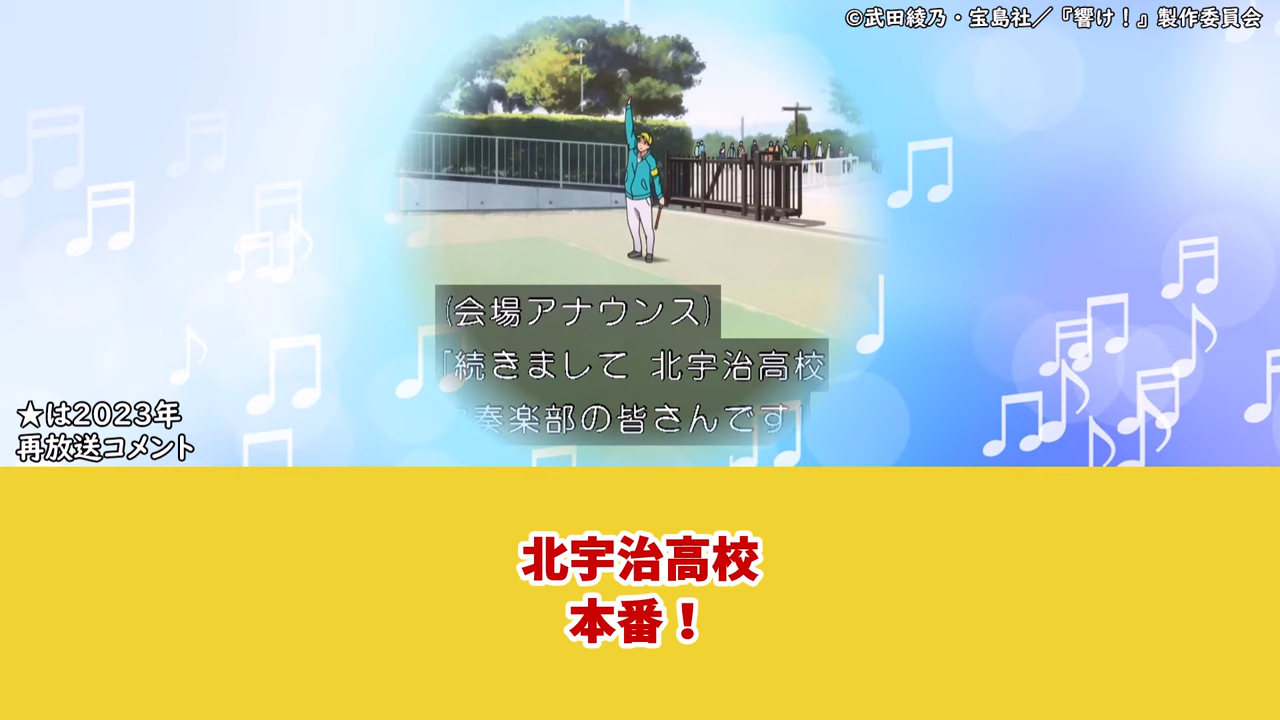 ©武田綾乃・宝島社／『響け！』製作委員会
(会場アナウンス)
「続きまして 北宇治高校
奏楽部の皆さんです」
★は2023年
再放送コメント
北宇治高校
本番！